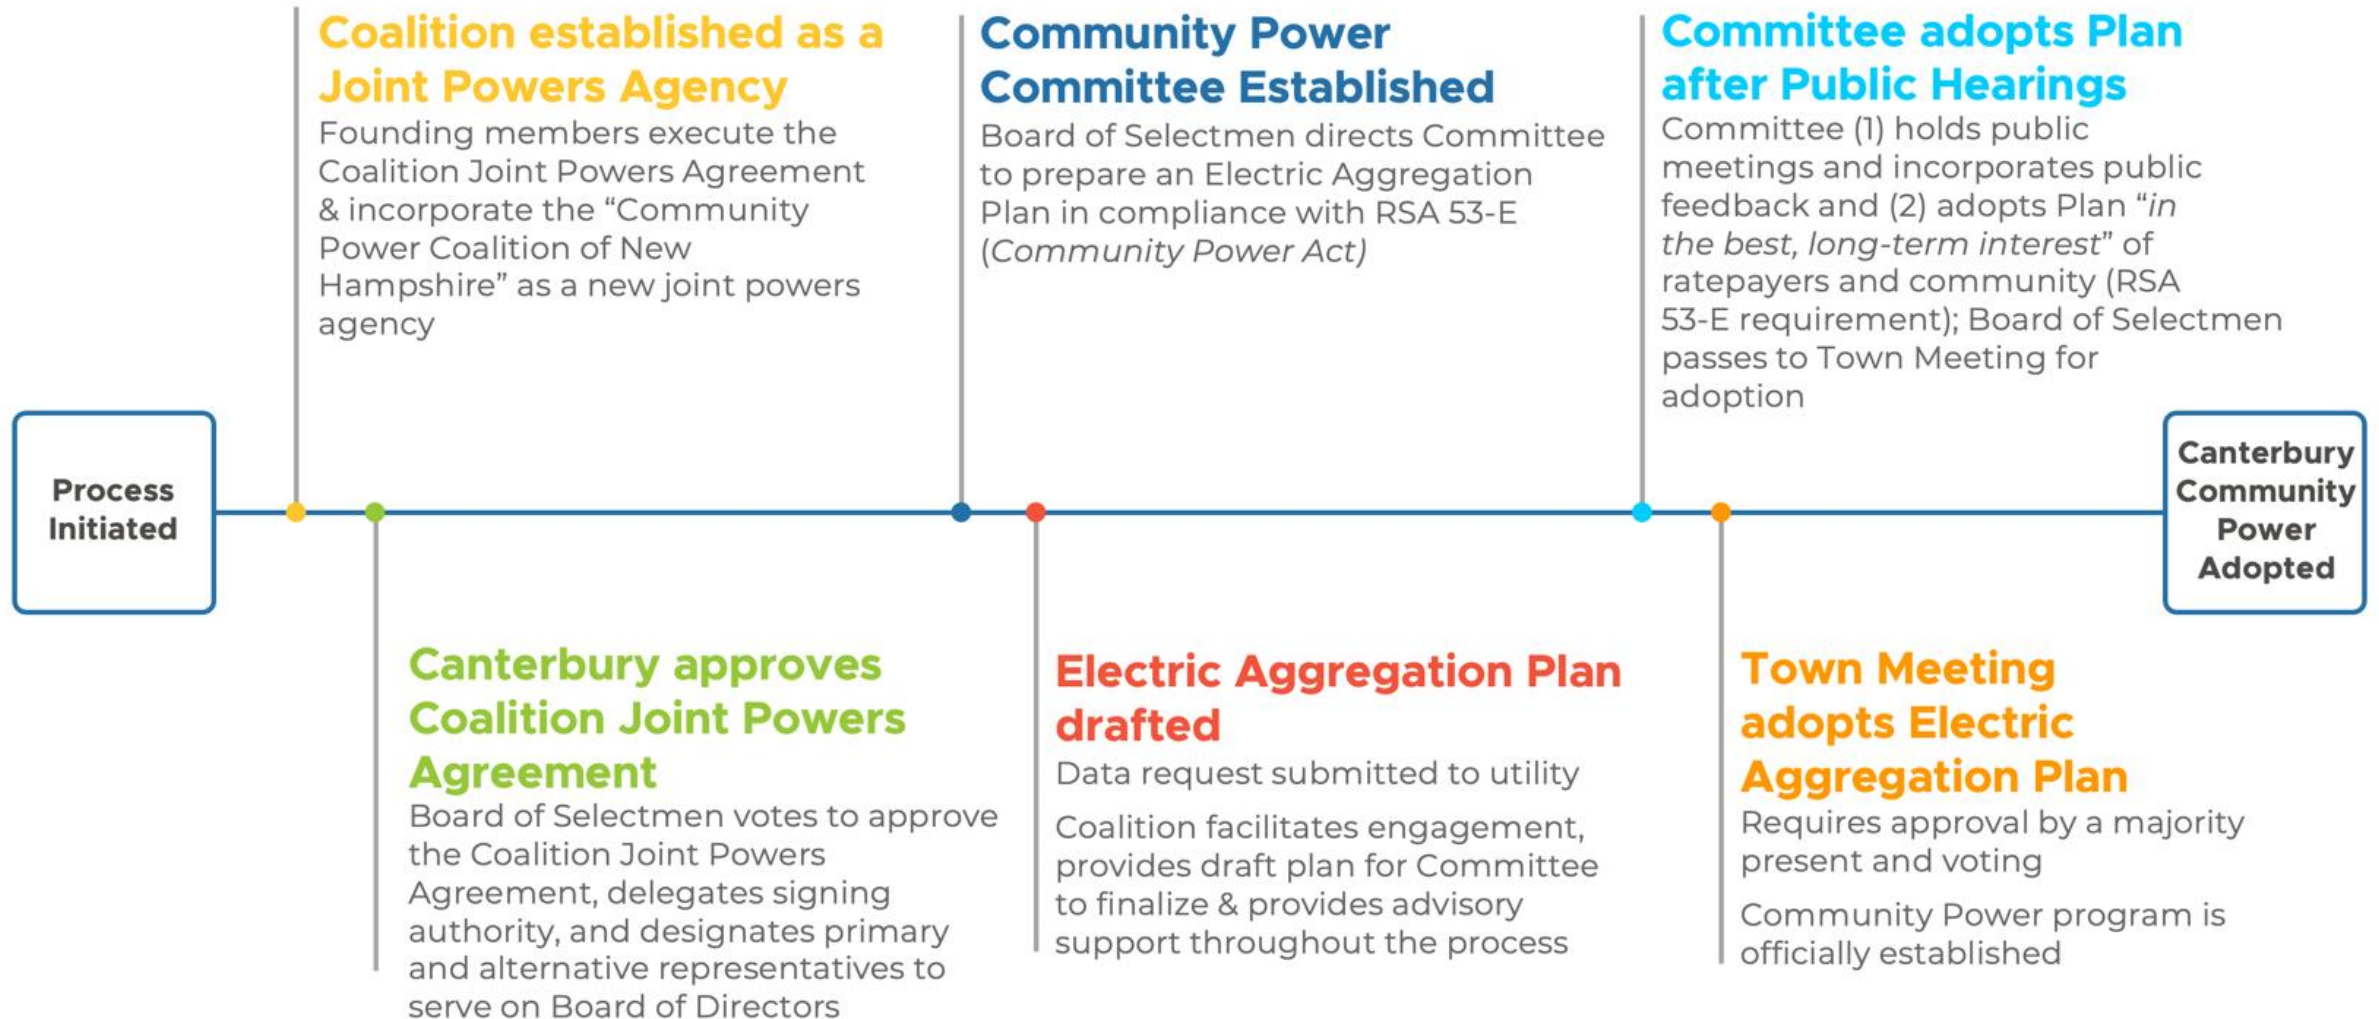 Coalition established as a
Joint Powers Agency
Founding members execute the
Coalition Joint Powers Agreement
& incorporate the “Community
Power Coalition of New
Hampshire” as a new joint powers
agency
Community Power
Committee Established
Board of Selectmen directs Committee
to prepare an Electric Aggregation
Plan in compliance with RSA 53-E
(Community Power Act)
Committee adopts Plan
after Public Hearings
Committee (1) holds public
meetings and incorporates public
feedback and (2) adopts Plan “in
the best, long-term interest” of
ratepayers and community (RSA
53-E requirement); Board of Selectmen
passes to Town Meeting for
adoption
Process
Initiated
Canterbury
Community
Power
Adopted
Canterbury approves
Coalition Joint Powers
Agreement
Board of Selectmen votes to approve
the Coalition Joint Powers
Agreement, delegates signing
authority, and designates primary
and alternative representatives to
serve on Board of Directors
Electric Aggregation Plan
drafted
Data request submitted to utility
Coalition facilitates engagement,
provides draft plan for Committee
to finalize & provides advisory
support throughout the process
Town Meeting
adopts Electric
Aggregation Plan
Requires approval by a majority
present and voting
Community Power program is
officially established